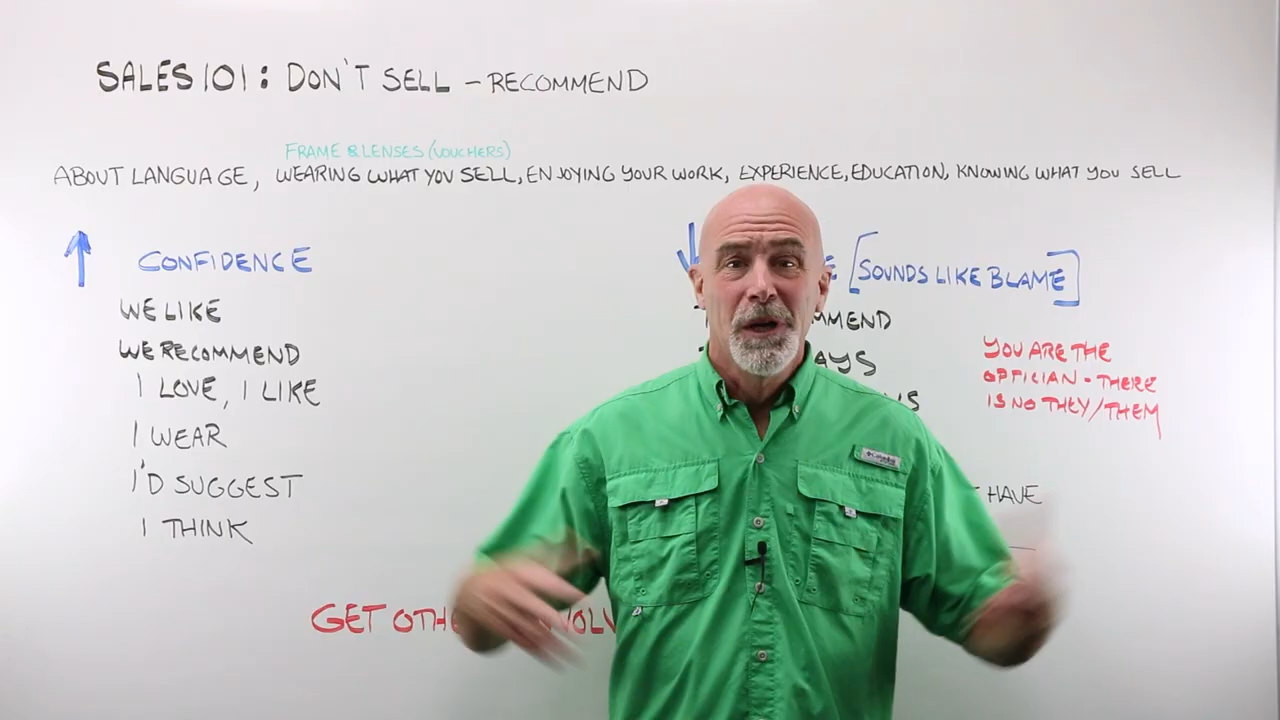 SALES 101: DON'T SELL - RECOMMEND
FRAME & LENSES (VOUCHERS)
ABOUT LANGUAGE, WEARING WHAT YOU SELL, ENJOYING YOUR WORK, EXPERIENCE, EDUCATION, KNOWING WHAT YOU SELL
CONFIDENCE
WE LIKE
WE RECOMMEND
I LOVE, I LIKE
I WEAR
I'D SUGGEST
I THINK
[SOUNDS LIKE BLAME]
YOU ARE THE
OPTICIAN - THERE
IS NO THEY/THEM
HAVE
GET
Columbia